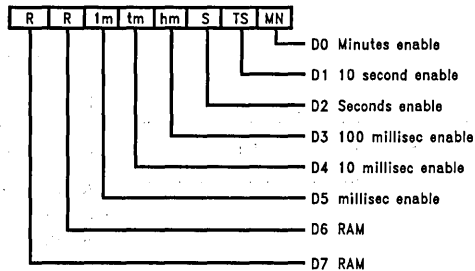 R R 1m tm hm S TS MN
D0 Minutes enable
D1 10 second enable
D2 Seconds enable
D3 100 millisec enable
D4 10 millisec enable
D5 millisec enable
D6 RAM
D7 RAM